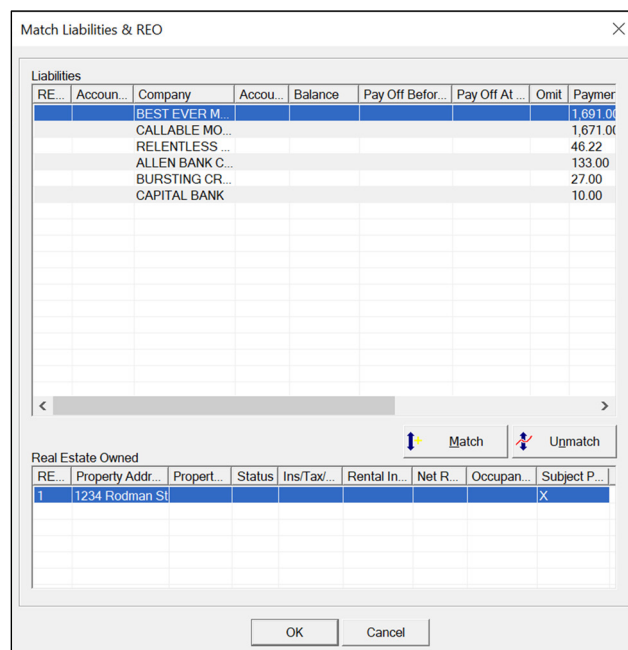 Match Liabilities & REO
Liabilities
RE... Accoun... Company Accou... Balance Pay Off Befor... Pay Off At ... Omit Paymen
BEST EVER M... 1,691.00
CALLABLE MO... 1,671.00
RELENTLESS ... 46.22
ALLEN BANK C... 133.00
BURSTING CR... 27.00
CAPITAL BANK 10.00
Match Unmatch
Real Estate Owned
RE... Property Addr... Propert... Status Ins/Tax/... Rental In... Net R... Occupan... Subject P...
1 1234 Rodman St X
OK Cancel